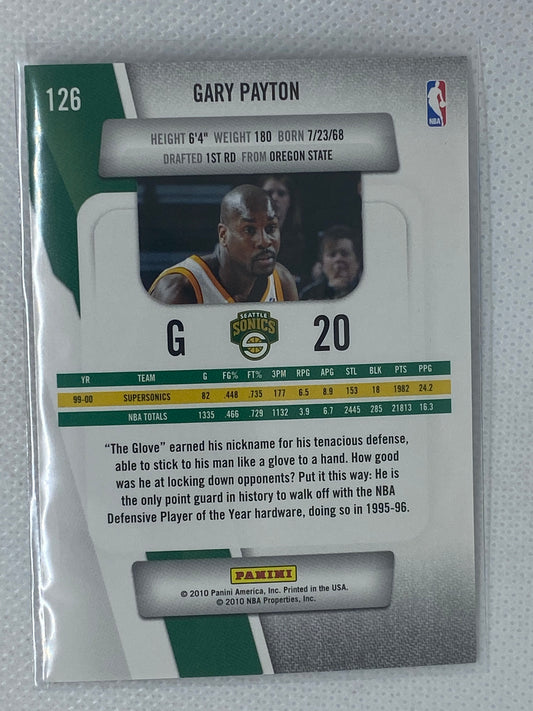 126
GARY PAYTON
NBA
HEIGHT 6'4" WEIGHT 180 BORN 7/23/68
DRAFTED 1ST RD FROM OREGON STATE
G
SEATTLE
SONICS
20
YR TEAM G FG% FT% 3PM RPG APG STL BLK PTS PPG
99-00 SUPERSONICS 82 .448 .735 177 6.5 8.9 153 18 1982 24.2
NBA TOTALS 1335 .466 .729 1132 3.9 6.7 2445 285 21813 16.3
“The Glove” earned his nickname for his tenacious defense,
able to stick to his man like a glove to a hand. How good
was he at locking down opponents? Put it this way: He is
the only point guard in history to walk off with the NBA
Defensive Player of the Year hardware, doing so in 1995-96.
PANINI
© 2010 Panini America, Inc. Printed in the USA.
© 2010 NBA Properties, Inc.